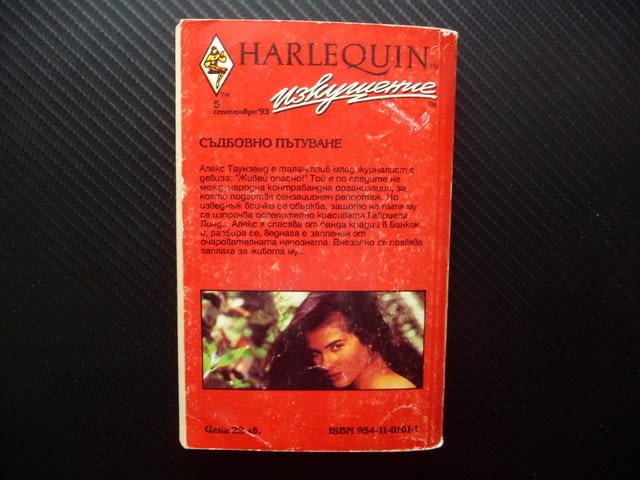 HARLEQUIN™
изкушение™
TM
5
септември'93
СЪДБОВНО ПЪТУВАНЕ
Алекс Таунзенд е талантлив млад журналист с
девиза: "Живей опасно!" Той е по следите на
международна контрабандна организация, за
която подготвя сензационен репортаж. Но
изведнъж всичко се обърква, защото на пътя му
се изпречва ослепително красивата Габриела
Линд... Алекс я спасява от банда крадци в Банкок
и, разбира се, веднага е запленен от
очарователната непозната. Внезапно се появява
заплаха за живота му...
Цена 22 лв.
ISBN 954-11-0101-1